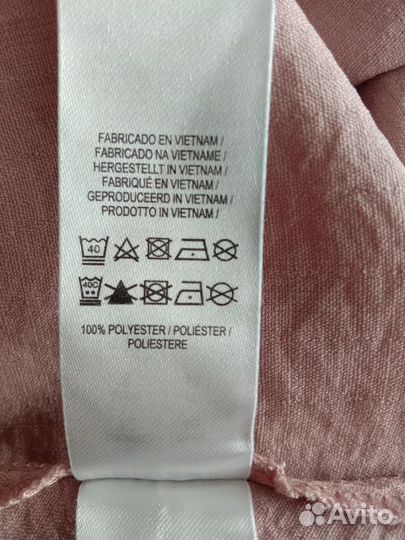 FABRICADO EN VIETNAM /
FABRICADO NA VIETNAME /
HERGESTELLT IN VIETNAM /
FABRIQUÉ EN VIETNAM /
GEPRODUCEERD IN VIETNAM /
PRODOTTO IN VIETNAM /
40
40C
100% POLYESTER / POLIÉSTER /
POLIESTERE
Avito